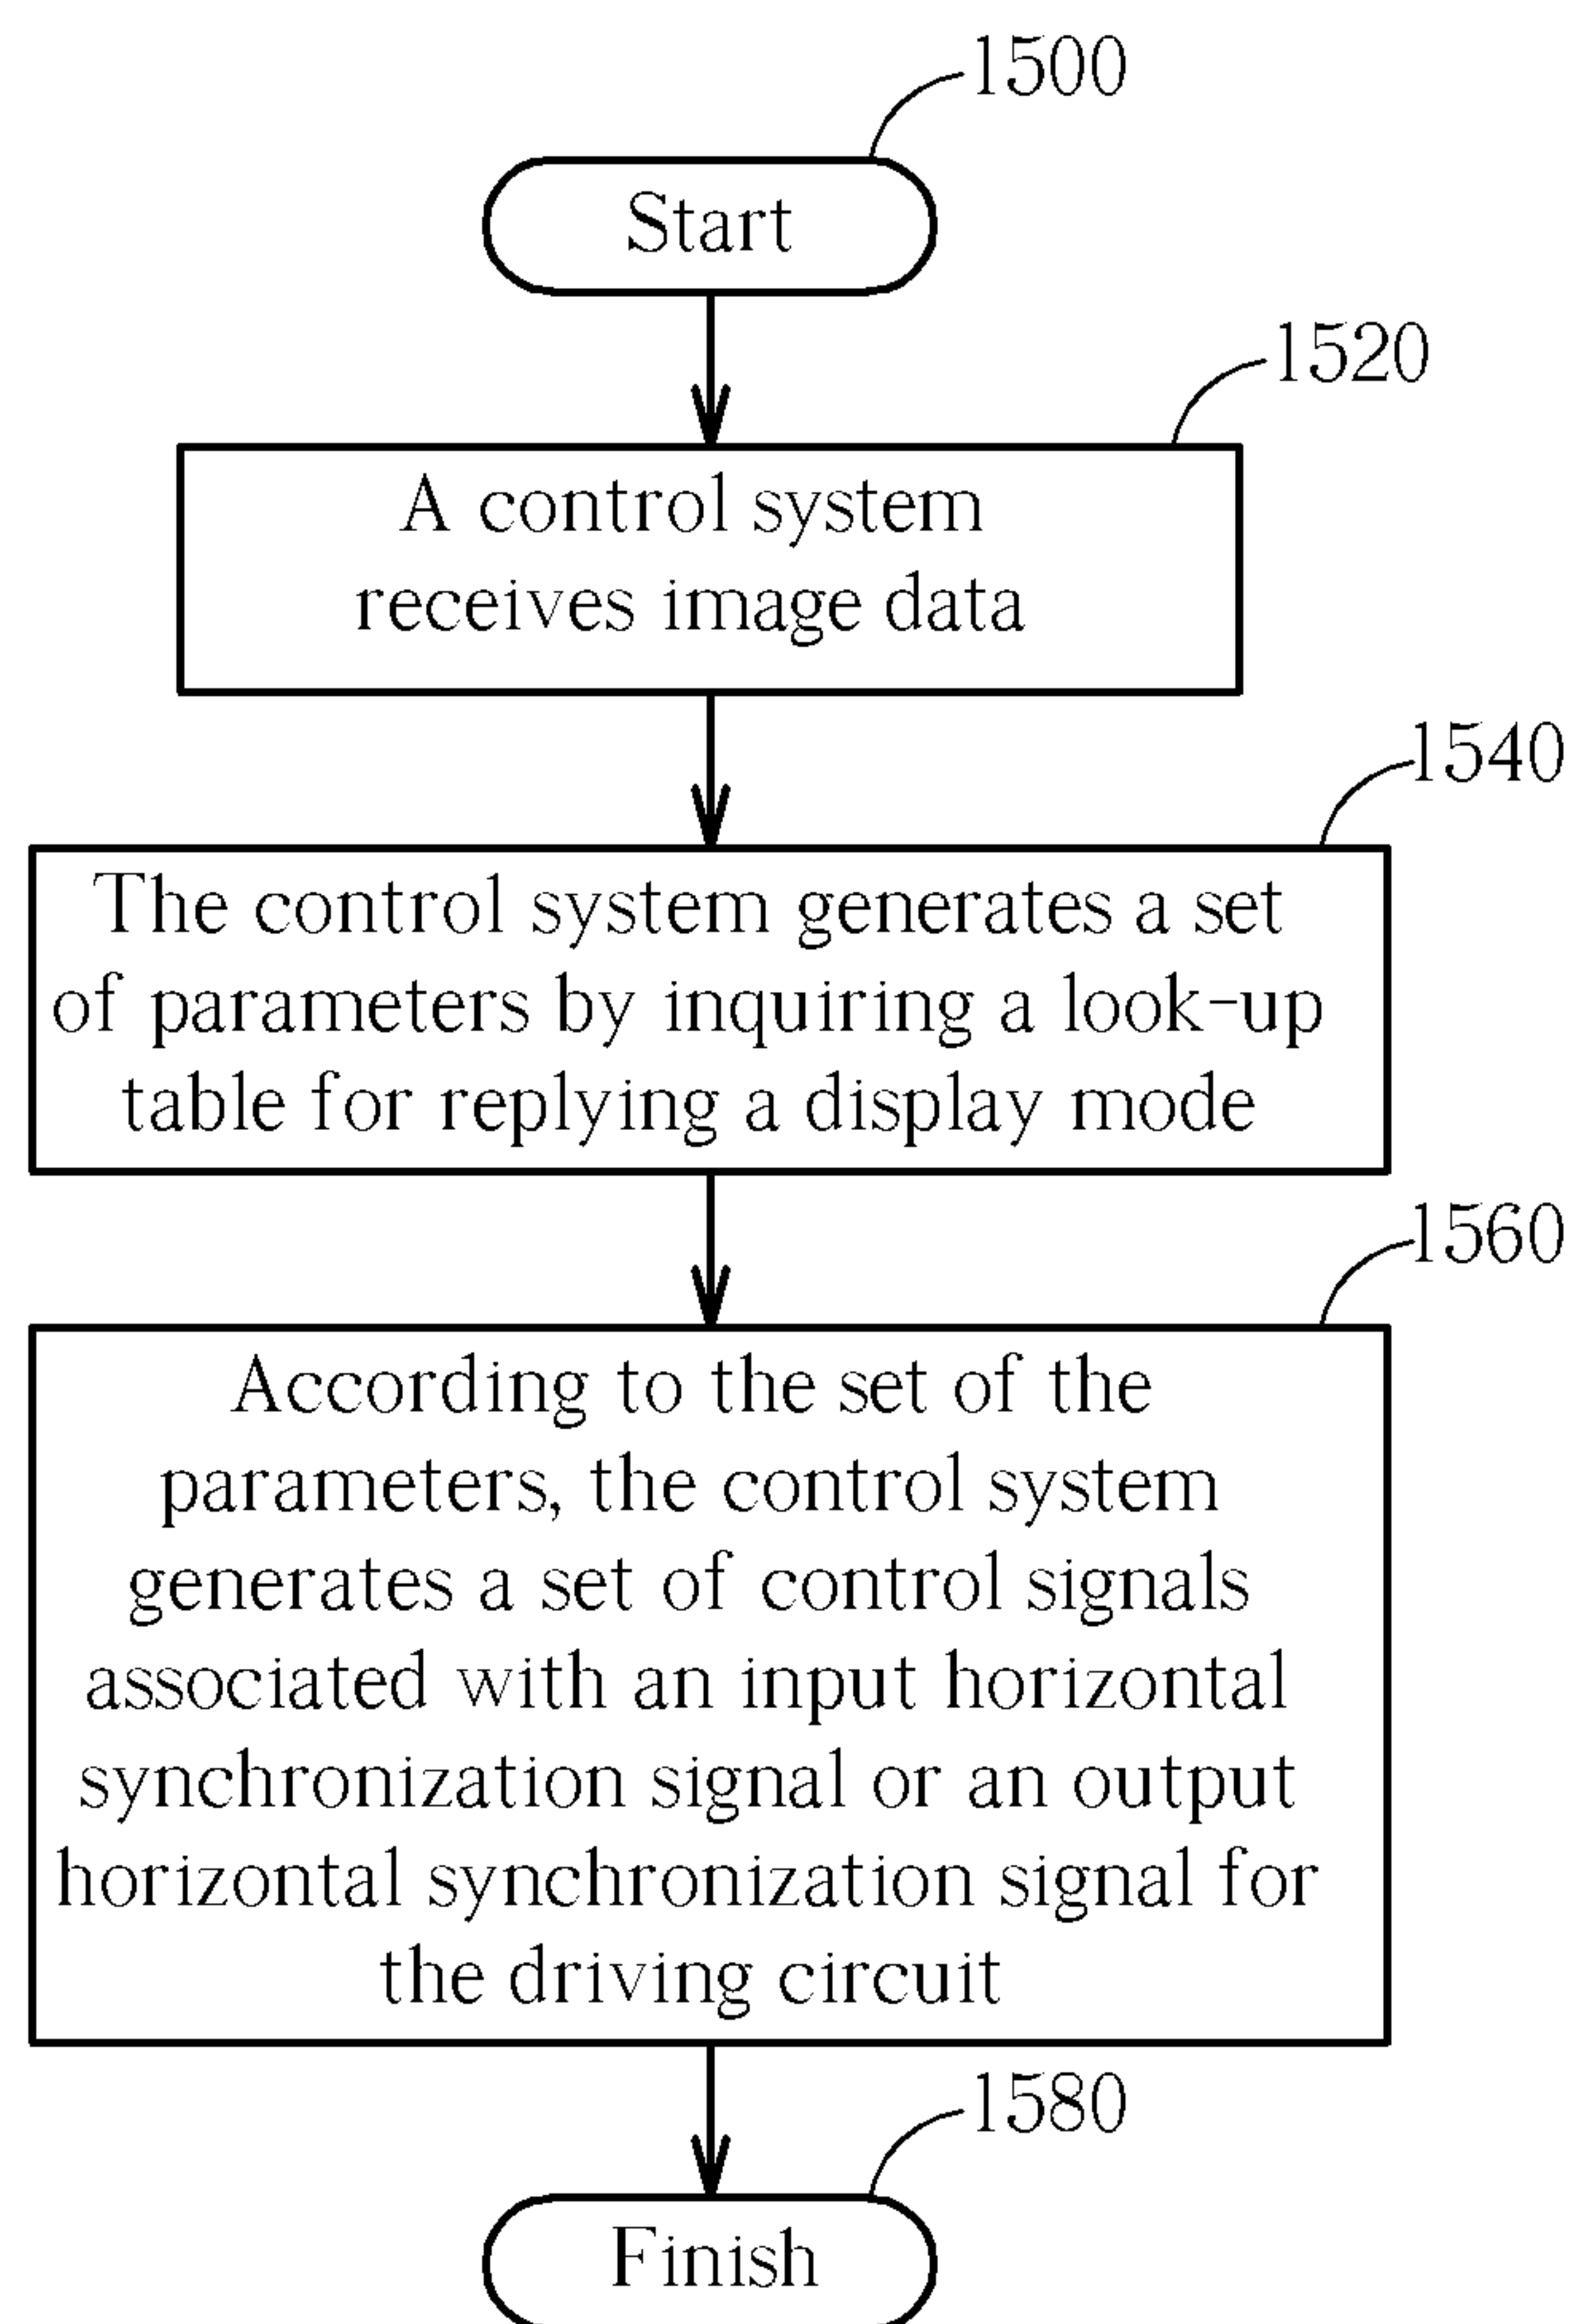 1500
Start
1520
A control system
receives image data
1540
The control system generates a set
of parameters by inquiring a look-up
table for replying a display mode
1560
According to the set of the
parameters, the control system
generates a set of control signals
associated with an input horizontal
synchronization signal or an output
horizontal synchronization signal for
the driving circuit
1580
Finish